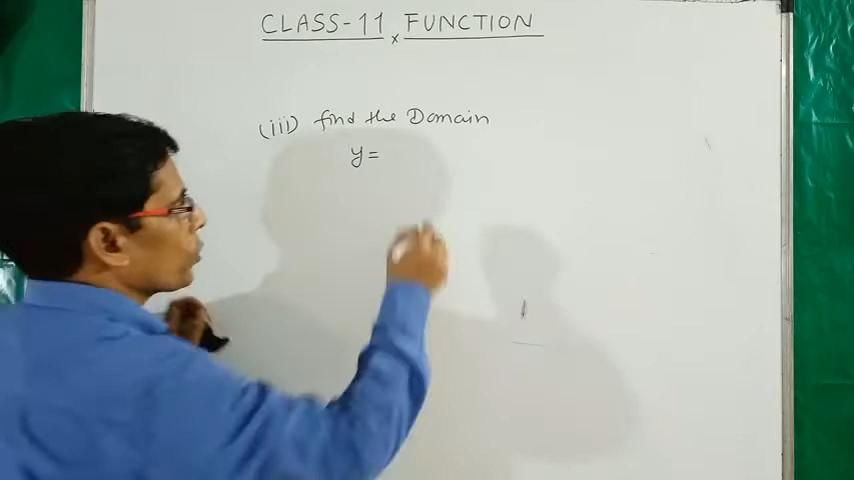 CLASS-11 x FUNCTION
(iii) find the Domain
y=